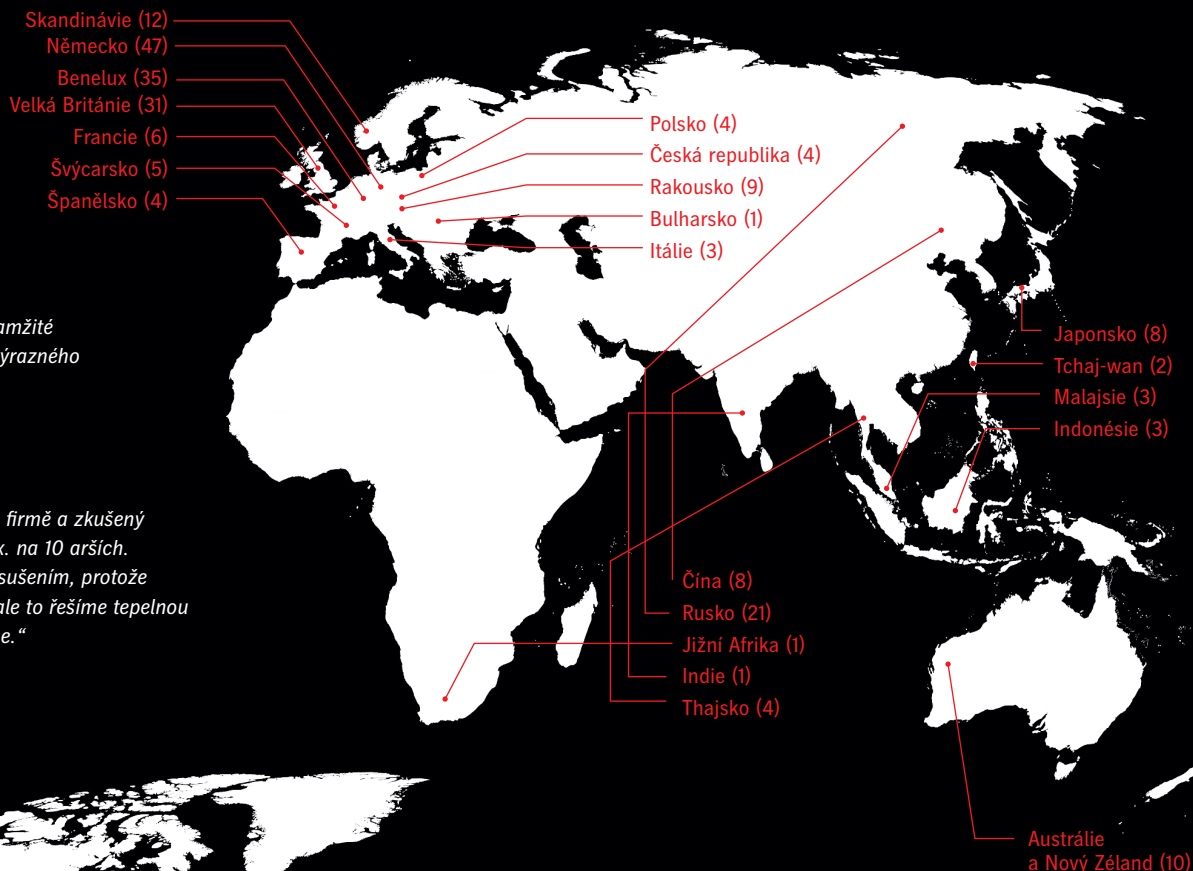 Skandinávie (12)
Německo (47)
Benelux (35)
Velká Británie (31)
Francie (6)
Švýcarsko (5)
Španělsko (4)
Polsko (4)
Česká republika (4)
Rakousko (9)
Bulharsko (1)
Itálie (3)
amžité
ýrazného
firmě a zkušený
x. na 10 arších.
sušením, protože
ale to řešíme tepelnou
e.“
Japonsko (8)
Tchaj-wan (2)
Malajsie (3)
Indonésie (3)
Čína (8)
Rusko (21)
Jižní Afrika (1)
Indie (1)
Thajsko (4)
Austrálie
a Nový Zéland (10)